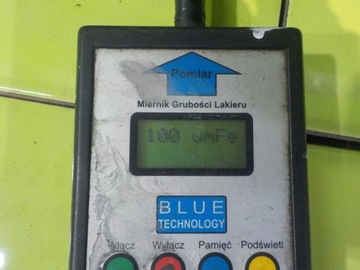 Pomiar
Miernik Grubości Lakieru
100 umFe
BLUE
TECHNOLOGY
Włącz Wyłącz Pamięć Podświetl